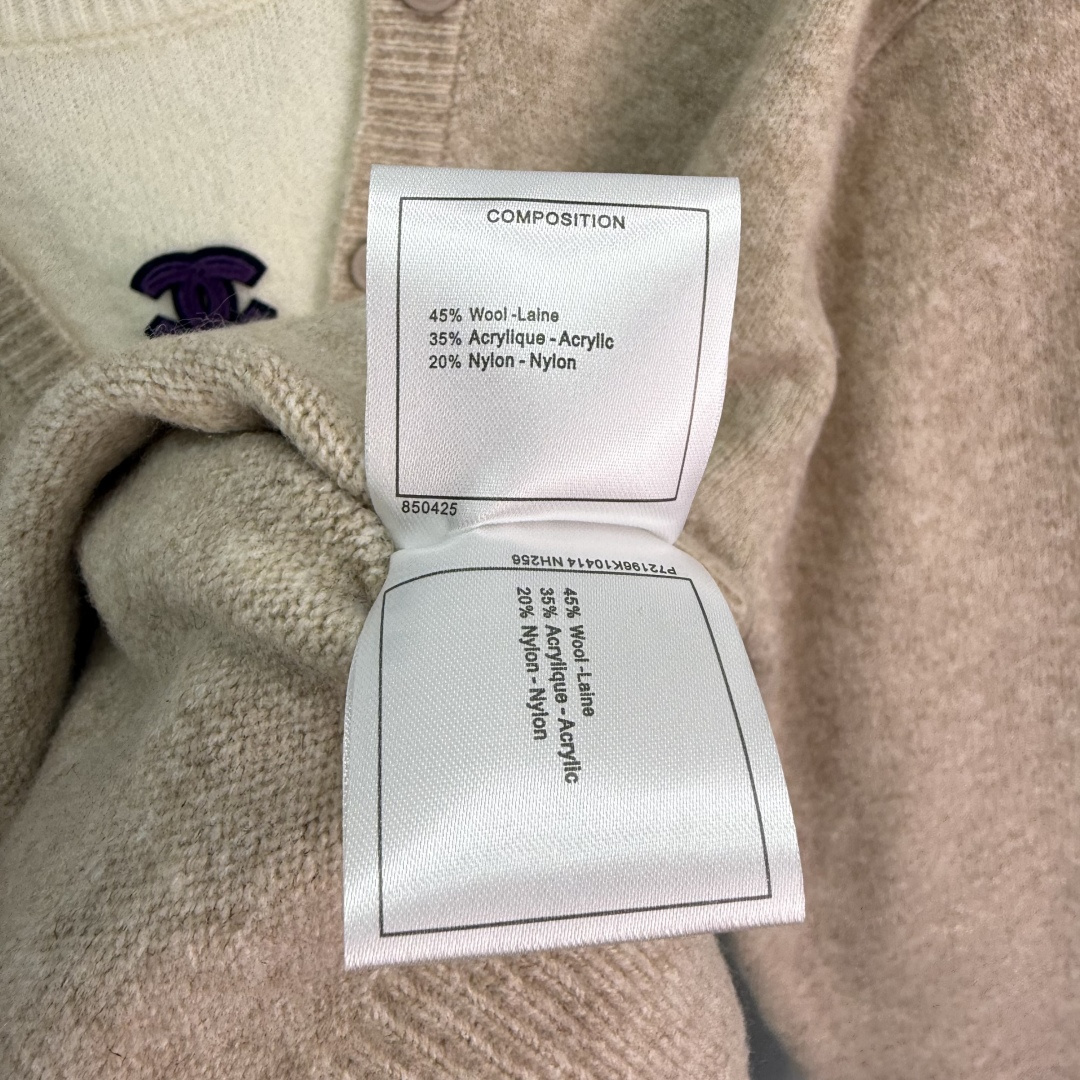 COMPOSITION
45% Wool -Laine
35% Acrylique - Acrylic
20% Nylon - Nylon
850425
P72198K10414 NH256
45% Wool -Laine
35% Acrylique - Acrylic
20% Nylon - Nylon